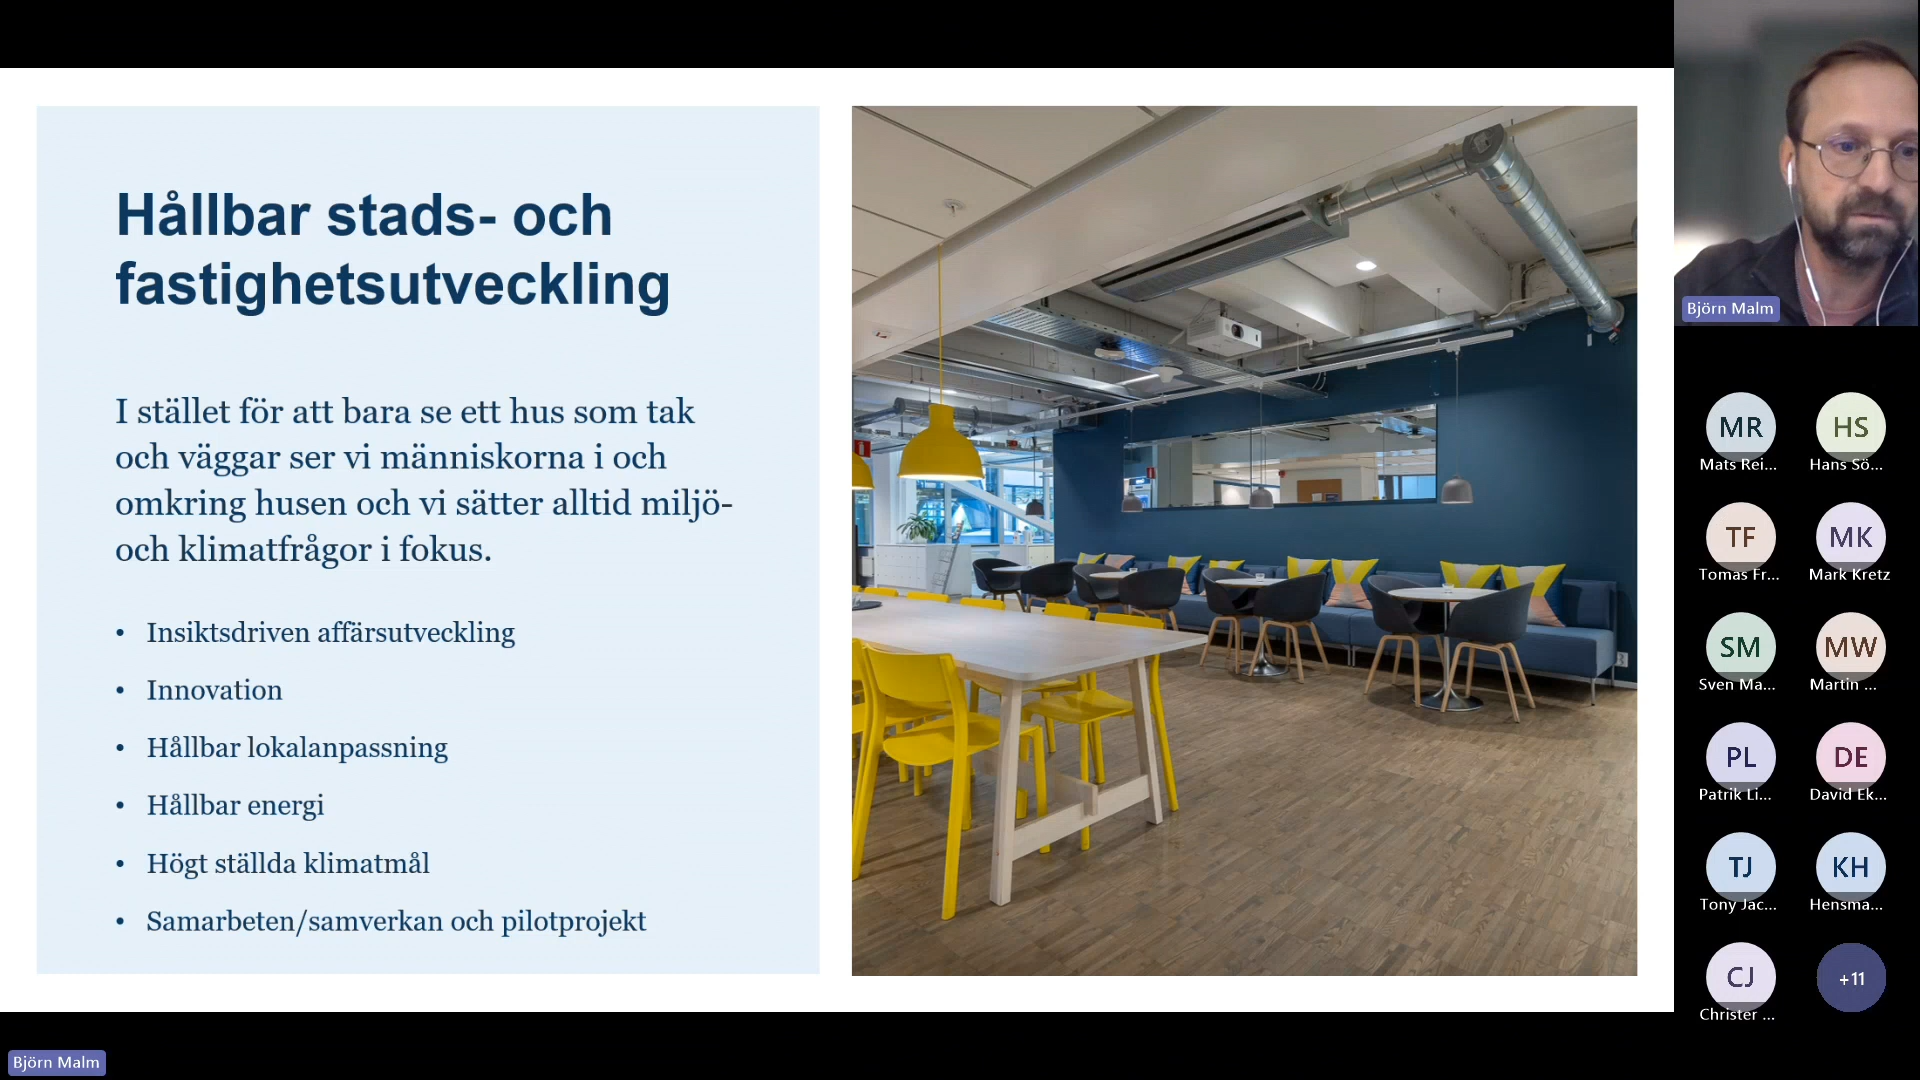 Hållbar stads- och
fastighetsutveckling
I stället för att bara se ett hus som tak
och väggar ser vi människorna i och
omkring husen och vi sätter alltid miljö-
och klimatfrågor i fokus.
• Insiktsdriven affärsutveckling
• Innovation
• Hållbar lokalanpassning
• Hållbar energi
• Högt ställda klimatmål
• Samarbeten/samverkan och pilotprojekt
Björn Malm
MR HS
Mats Rei... Hans Sö...
TF MK
Tomas Fr... Mark Kretz
SM MW
Sven Ma... Martin ...
PL DE
Patrik Li... David Ek...
TJ KH
Tony Jac... Hensma...
CJ +11
Christer ...
Björn Malm